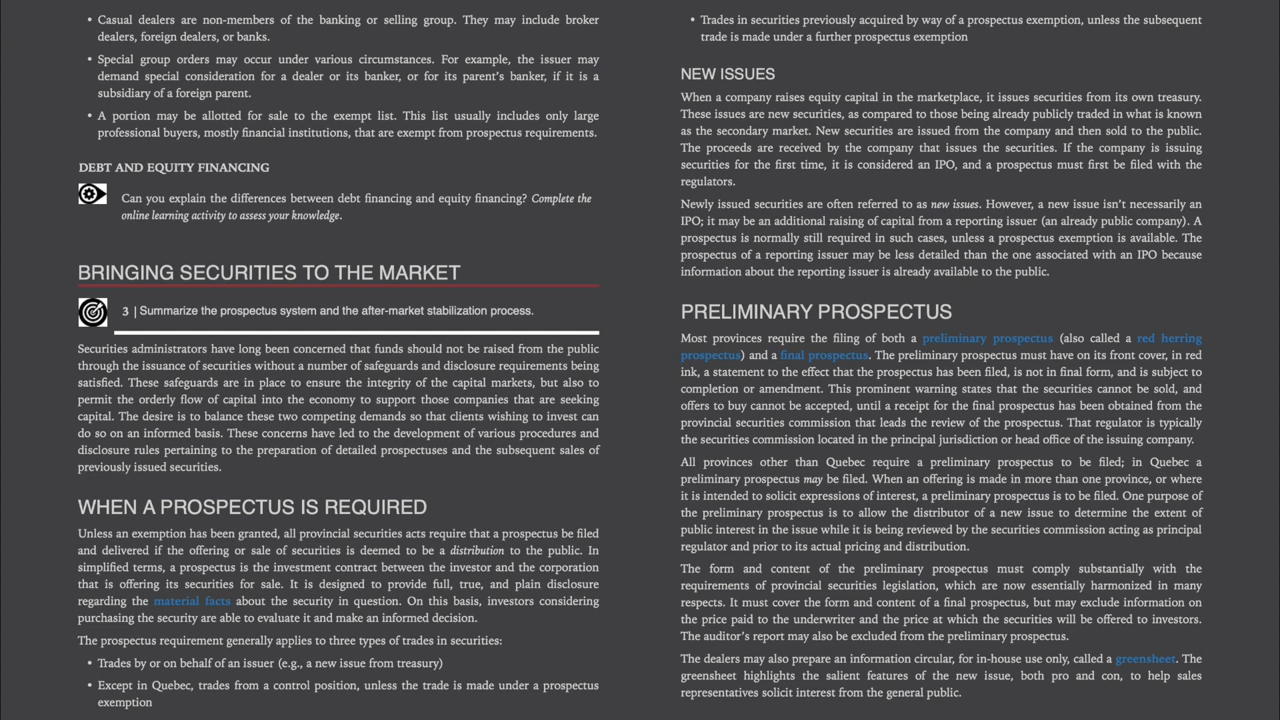 • Casual dealers are non-members of the banking or selling group. They may include broker
dealers, foreign dealers, or banks.
• Special group orders may occur under various circumstances. For example, the issuer may
demand special consideration for a dealer or its banker, or for its parent's banker, if it is a
subsidiary of a foreign parent.
• A portion may be allotted for sale to the exempt list. This list usually includes only large
professional buyers, mostly financial institutions, that are exempt from prospectus requirements.
DEBT AND EQUITY FINANCING
Can you explain the differences between debt financing and equity financing? Complete the
online learning activity to assess your knowledge.
BRINGING SECURITIES TO THE MARKET
3 | Summarize the prospectus system and the after-market stabilization process.
Securities administrators have long been concerned that funds should not be raised from the public
through the issuance of securities without a number of safeguards and disclosure requirements being
satisfied. These safeguards are in place to ensure the integrity of the capital markets, but also to
permit the orderly flow of capital into the economy to support those companies that are seeking
capital. The desire is to balance these two competing demands so that clients wishing to invest can
do so on an informed basis. These concerns have led to the development of various procedures and
disclosure rules pertaining to the preparation of detailed prospectuses and the subsequent sales of
previously issued securities.
WHEN A PROSPECTUS IS REQUIRED
Unless an exemption has been granted, all provincial securities acts require that a prospectus be filed
and delivered if the offering or sale of securities is deemed to be a distribution to the public. In
simplified terms, a prospectus is the investment contract between the investor and the corporation
that is offering its securities for sale. It is designed to provide full, true, and plain disclosure
regarding the material facts about the security in question. On this basis, investors considering
purchasing the security are able to evaluate it and make an informed decision.
The prospectus requirement generally applies to three types of trades in securities:
• Trades by or on behalf of an issuer (e.g., a new issue from treasury)
• Except in Quebec, trades from a control position, unless the trade is made under a prospectus
exemption
• Trades in securities previously acquired by way of a prospectus exemption, unless the subsequent
trade is made under a further prospectus exemption
NEW ISSUES
When a company raises equity capital in the marketplace, it issues securities from its own treasury.
These issues are new securities, as compared to those being already publicly traded in what is known
as the secondary market. New securities are issued from the company and then sold to the public.
The proceeds are received by the company that issues the securities. If the company is issuing
securities for the first time, it is considered an IPO, and a prospectus must first be filed with the
regulators.
Newly issued securities are often referred to as new issues. However, a new issue isn't necessarily an
IPO; it may be an additional raising of capital from a reporting issuer (an already public company). A
prospectus is normally still required in such cases, unless a prospectus exemption is available. The
prospectus of a reporting issuer may be less detailed than the one associated with an IPO because
information about the reporting issuer is already available to the public.
PRELIMINARY PROSPECTUS
Most provinces require the filing of both a preliminary prospectus (also called a red herring
prospectus) and a final prospectus. The preliminary prospectus must have on its front cover, in red
ink, a statement to the effect that the prospectus has been filed, is not in final form, and is subject to
completion or amendment. This prominent warning states that the securities cannot be sold, and
offers to buy cannot be accepted, until a receipt for the final prospectus has been obtained from the
provincial securities commission that leads the review of the prospectus. That regulator is typically
the securities commission located in the principal jurisdiction or head office of the issuing company.
All provinces other than Quebec require a preliminary prospectus to be filed; in Quebec a
preliminary prospectus may be filed. When an offering is made in more than one province, or where
it is intended to solicit expressions of interest, a preliminary prospectus is to be filed. One purpose of
the preliminary prospectus is to allow the distributor of a new issue to determine the extent of
public interest in the issue while it is being reviewed by the securities commission acting as principal
regulator and prior to its actual pricing and distribution.
The form and content of the preliminary prospectus must comply substantially with the
requirements of provincial securities legislation, which are now essentially harmonized in many
respects. It must cover the form and content of a final prospectus, but may exclude information on
the price paid to the underwriter and the price at which the securities will be offered to investors.
The auditor's report may also be excluded from the preliminary prospectus.
The dealers may also prepare an information circular, for in-house use only, called a greensheet. The
greensheet highlights the salient features of the new issue, both pro and con, to help sales
representatives solicit interest from the general public.